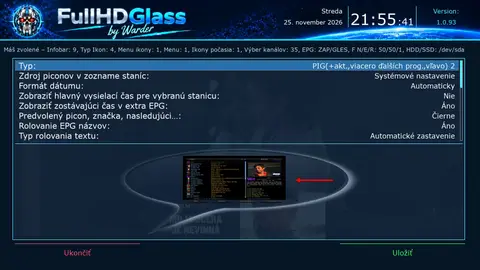 FullHDGlass
by Warder
Streda
25. november 2026
21:55:41
Version:
1.0.93
Máš zvolené – Infobar: 9, Typ Ikon: 4, Menu ikony: 1, Menu: 1, Ikony počasia: 1, Výber kanálov: 35, EPG: ZAP/GLES, F N/E/R: 50/50/1, HDD/SSD: /dev/sda
Typ: PIG(+akt.,viacero ďalších prog.,vľavo) 2
Zdroj piconov v zozname staníc: Systémové nastavenie
Formát dátumu: Automaticky
Zobraziť hlavný vysielací čas pre vybranú stanicu: Nie
Zobraziť zostávajúci čas v extra EPG: Áno
Predvolený picon, značka, nasledujúci...: Čierne
Rolovanie EPG názvov: Áno
Typ rolovania textu: Automatické zastavenie
Ukončiť
Uložiť